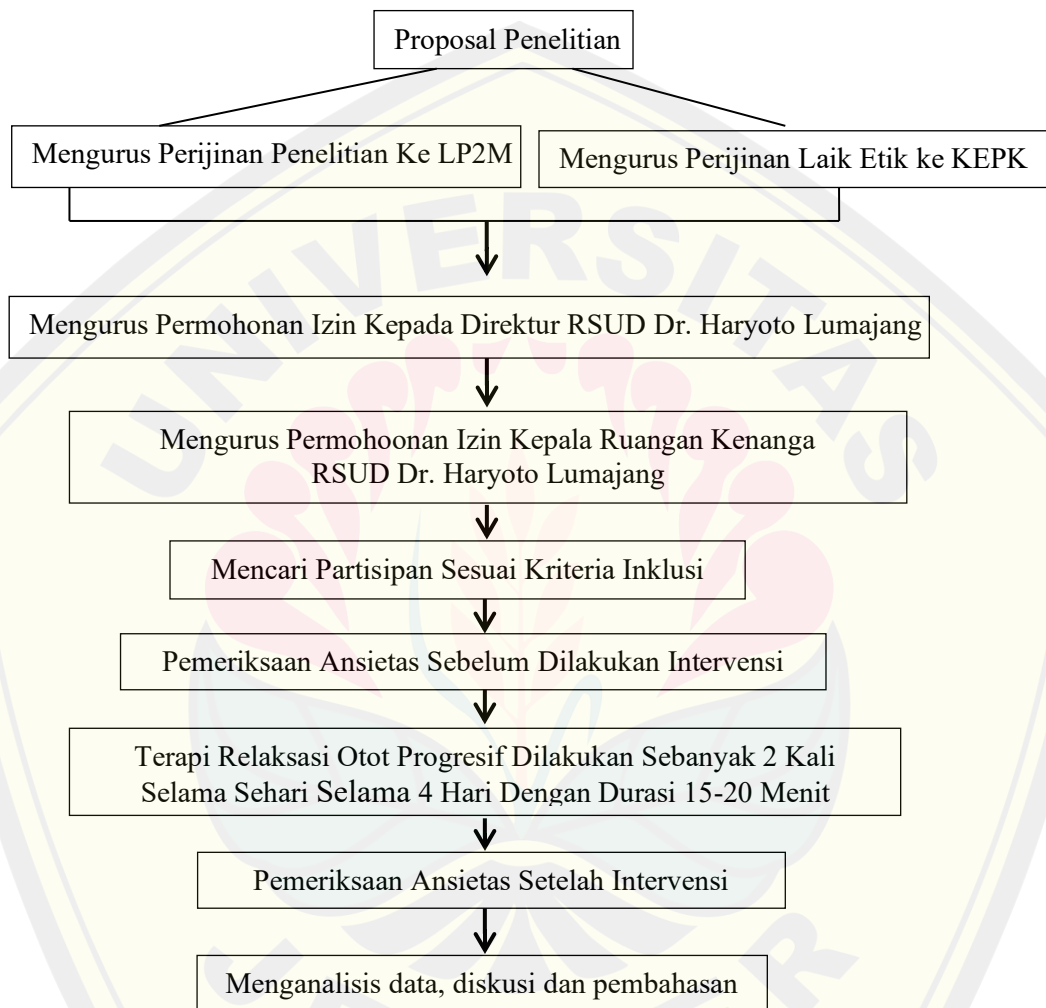 Proposal Penelitian
Mengurus Perijinan Penelitian Ke LP2M
Mengurus Perijinan Laik Etik ke KEPK
Mengurus Permohonan Izin Kepada Direktur RSUD Dr. Haryoto Lumajang
Mengurus Permohoonan Izin Kepala Ruangan Kenanga
RSUD Dr. Haryoto Lumajang
Mencari Partisipan Sesuai Kriteria Inklusi
Pemeriksaan Ansietas Sebelum Dilakukan Intervensi
Terapi Relaksasi Otot Progresif Dilakukan Sebanyak 2 Kali
Selama Sehari Selama 4 Hari Dengan Durasi 15-20 Menit
Pemeriksaan Ansietas Setelah Intervensi
Menganalisis data, diskusi dan pembahasan
UNIVERSITAS